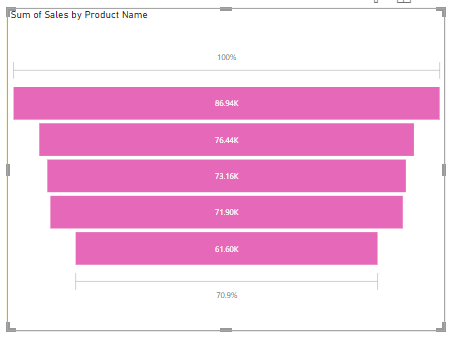 Sum of Sales by Product Name
100%
86.94K
76.44K
73.16K
71.90K
61.60K
70.9%